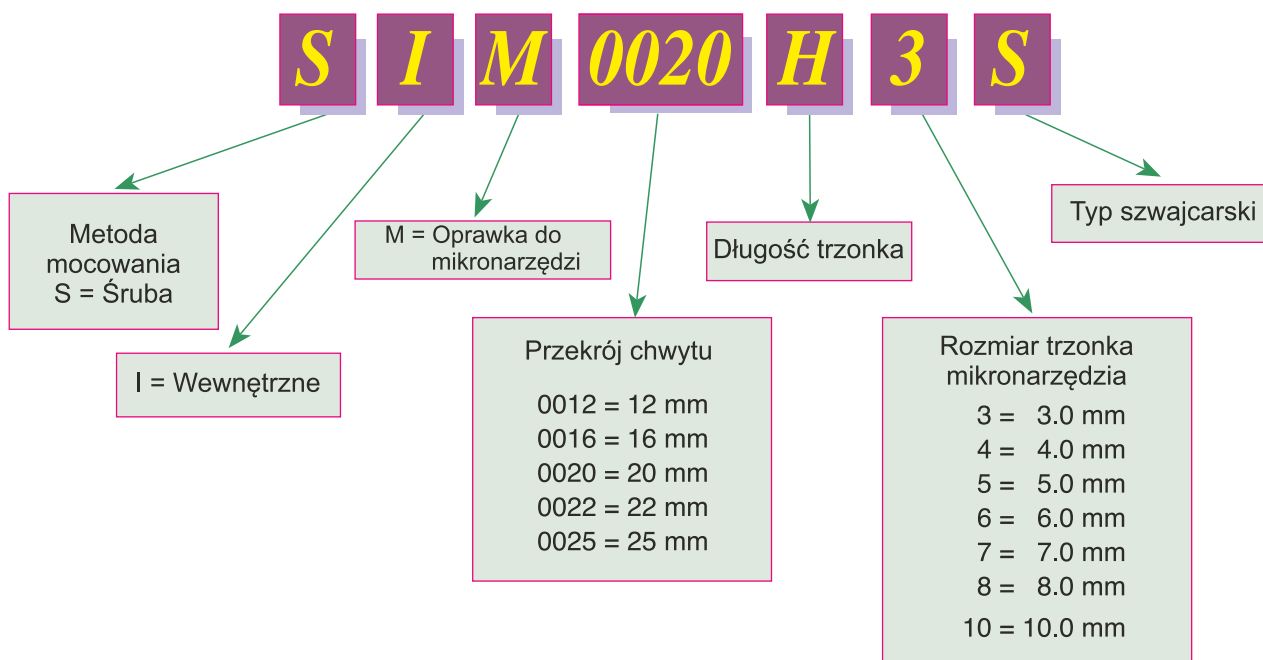 S I M 0020 H 3 S
Metoda
mocowania
S = Śruba
I = Wewnętrzne
M = Oprawka do
mikronarzędzi
Przekrój chwytu
0012 = 12 mm
0016 = 16 mm
0020 = 20 mm
0022 = 22 mm
0025 = 25 mm
Długość trzonka
Rozmiar trzonka
mikronarzędzia
3 = 3.0 mm
4 = 4.0 mm
5 = 5.0 mm
6 = 6.0 mm
7 = 7.0 mm
8 = 8.0 mm
10 = 10.0 mm
Typ szwajcarski